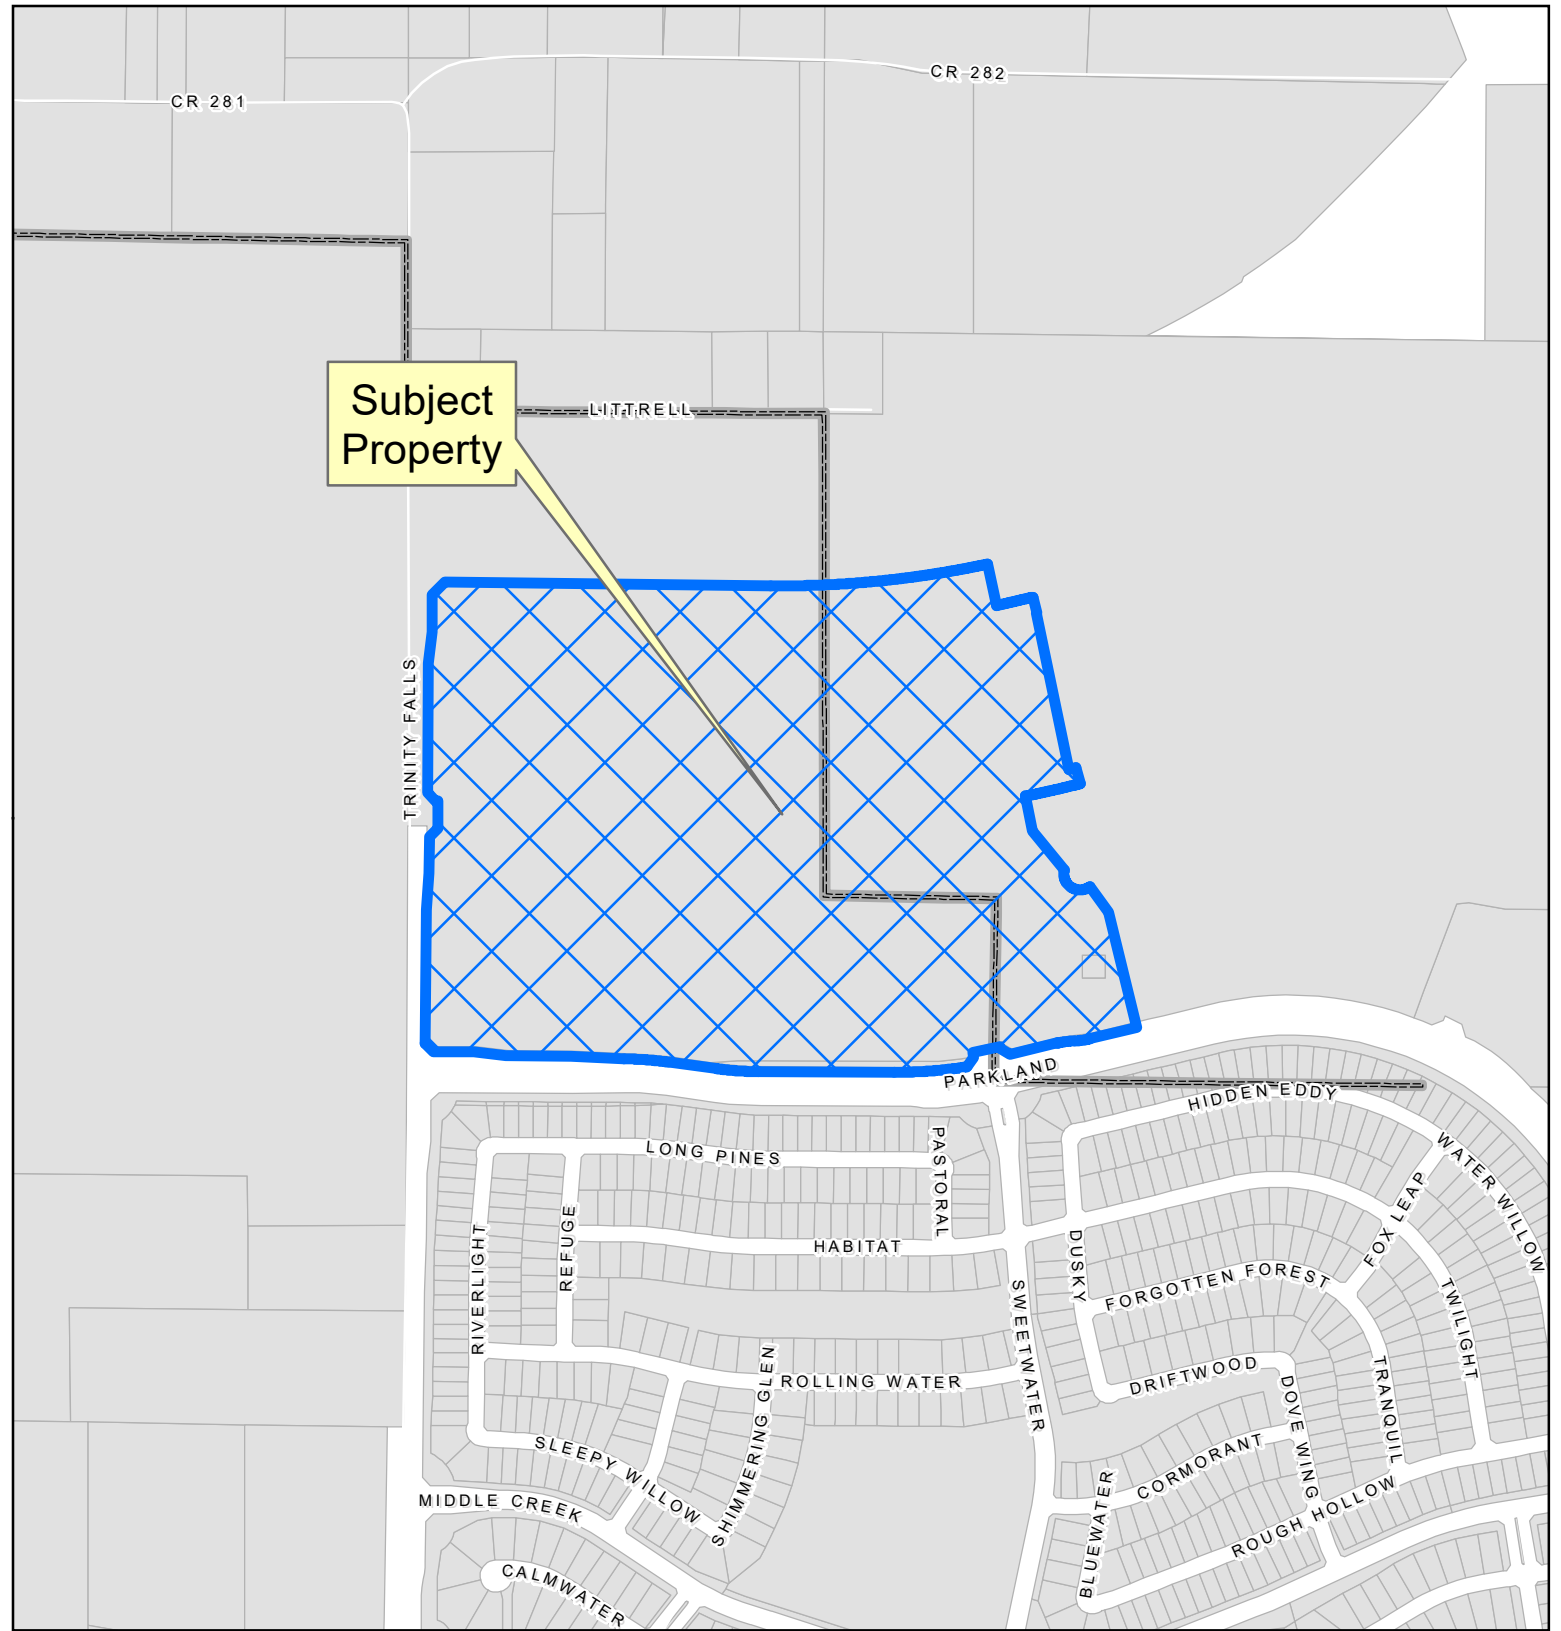 CR 282
CR 281
Subject
Property
LITTRELL
TRINITY FALLS
PARKLAND
HIDDEN EDDY
LONG PINES
PASTORAL
WATER WILLOW
FOX LEAP
REFUGE
RIVERLIGHT
HABITAT
DUSKY
FORGOTTEN FOREST
SWEETWATER
TWILIGHT
ROLLING WATER
SHIMMERING GLEN
DRIFTWOOD
DOVE WING
TRANQUIL
SLEEPY WILLOW
CORMORANT
MIDDLE CREEK
BLUEWATER
ROUGH HOLLOW
CALMWATER